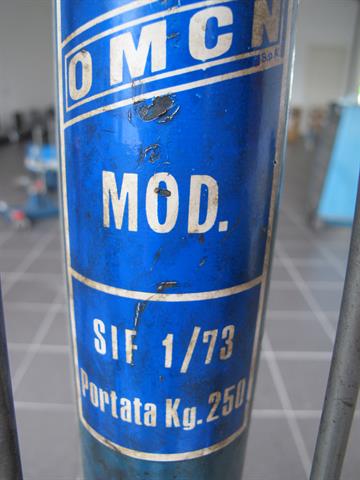 OMCN
S.p.A.
MOD.
SIF 1/73
Portata Kg. 250